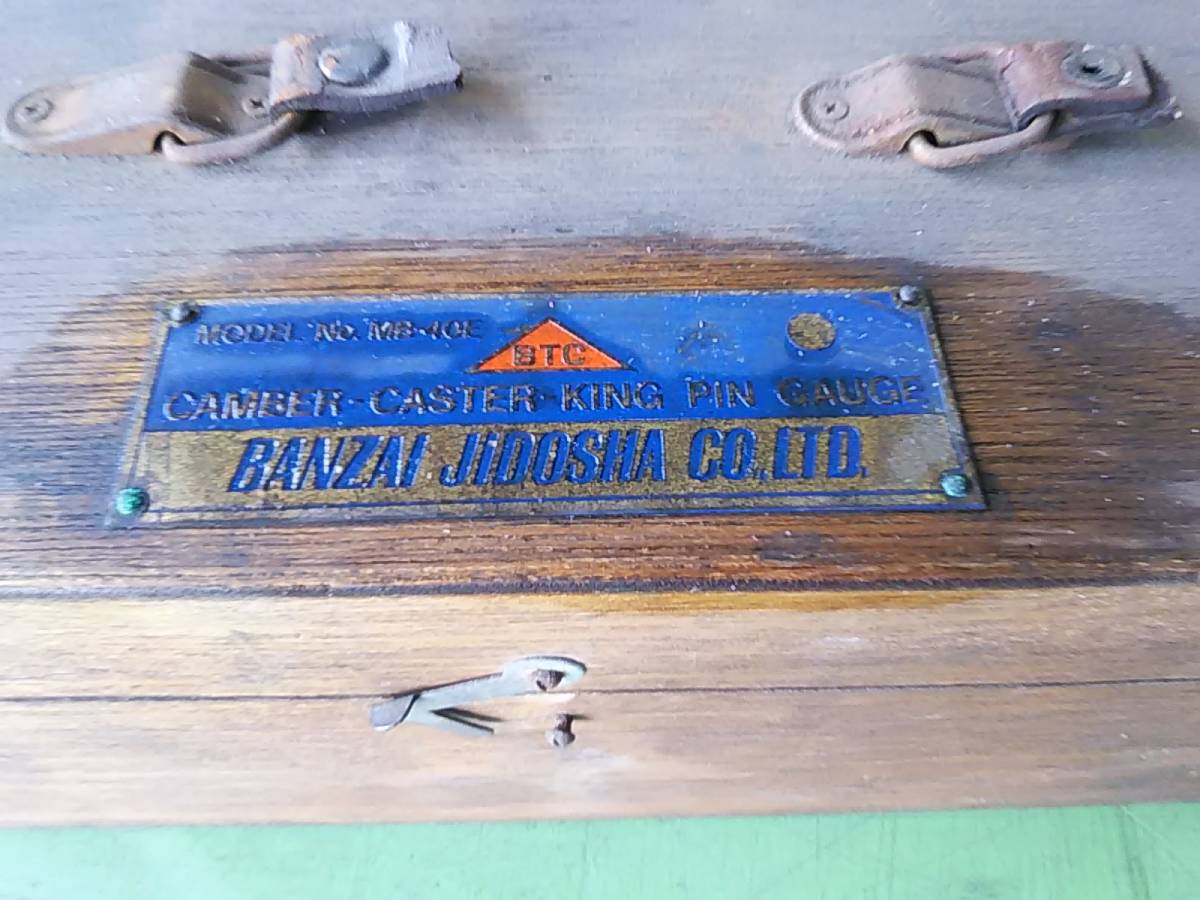 MODEL No. MB-40E
BTC
CAMBER-CASTER-KING PIN GAUGE
BANZAI JIDOSHA CO.,LTD.